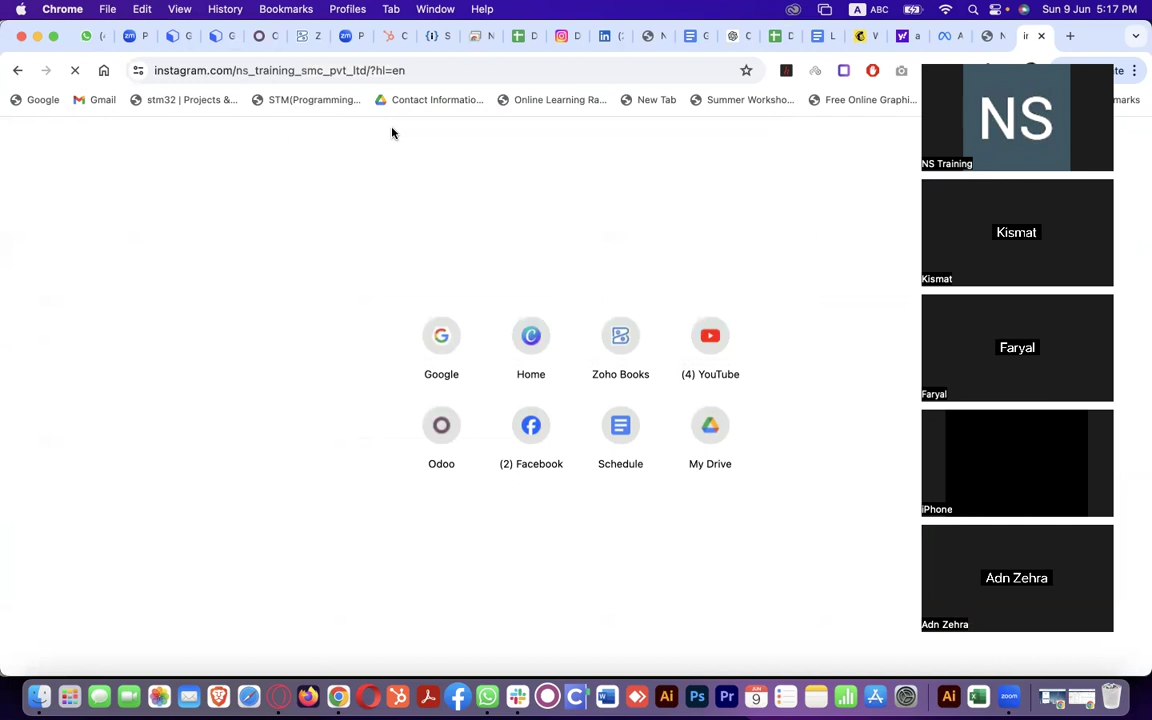 Chrome File Edit View History Bookmarks Profiles Tab Window Help A ABC Sun 9 Jun 5:17 PM
instagram.com/ns_training_smc_pvt_ltd/?hl=en
Google Gmail stm32 | Projects &... STM(Programming... Contact Informatio... Online Learning Ra... New Tab Summer Worksho... Free Online Graphi...
NS
NS Training
Kismat
Kismat
Google Home Zoho Books (4) YouTube
Faryal
Faryal
Odoo (2) Facebook Schedule My Drive
iPhone
Adn Zehra
Adn Zehra